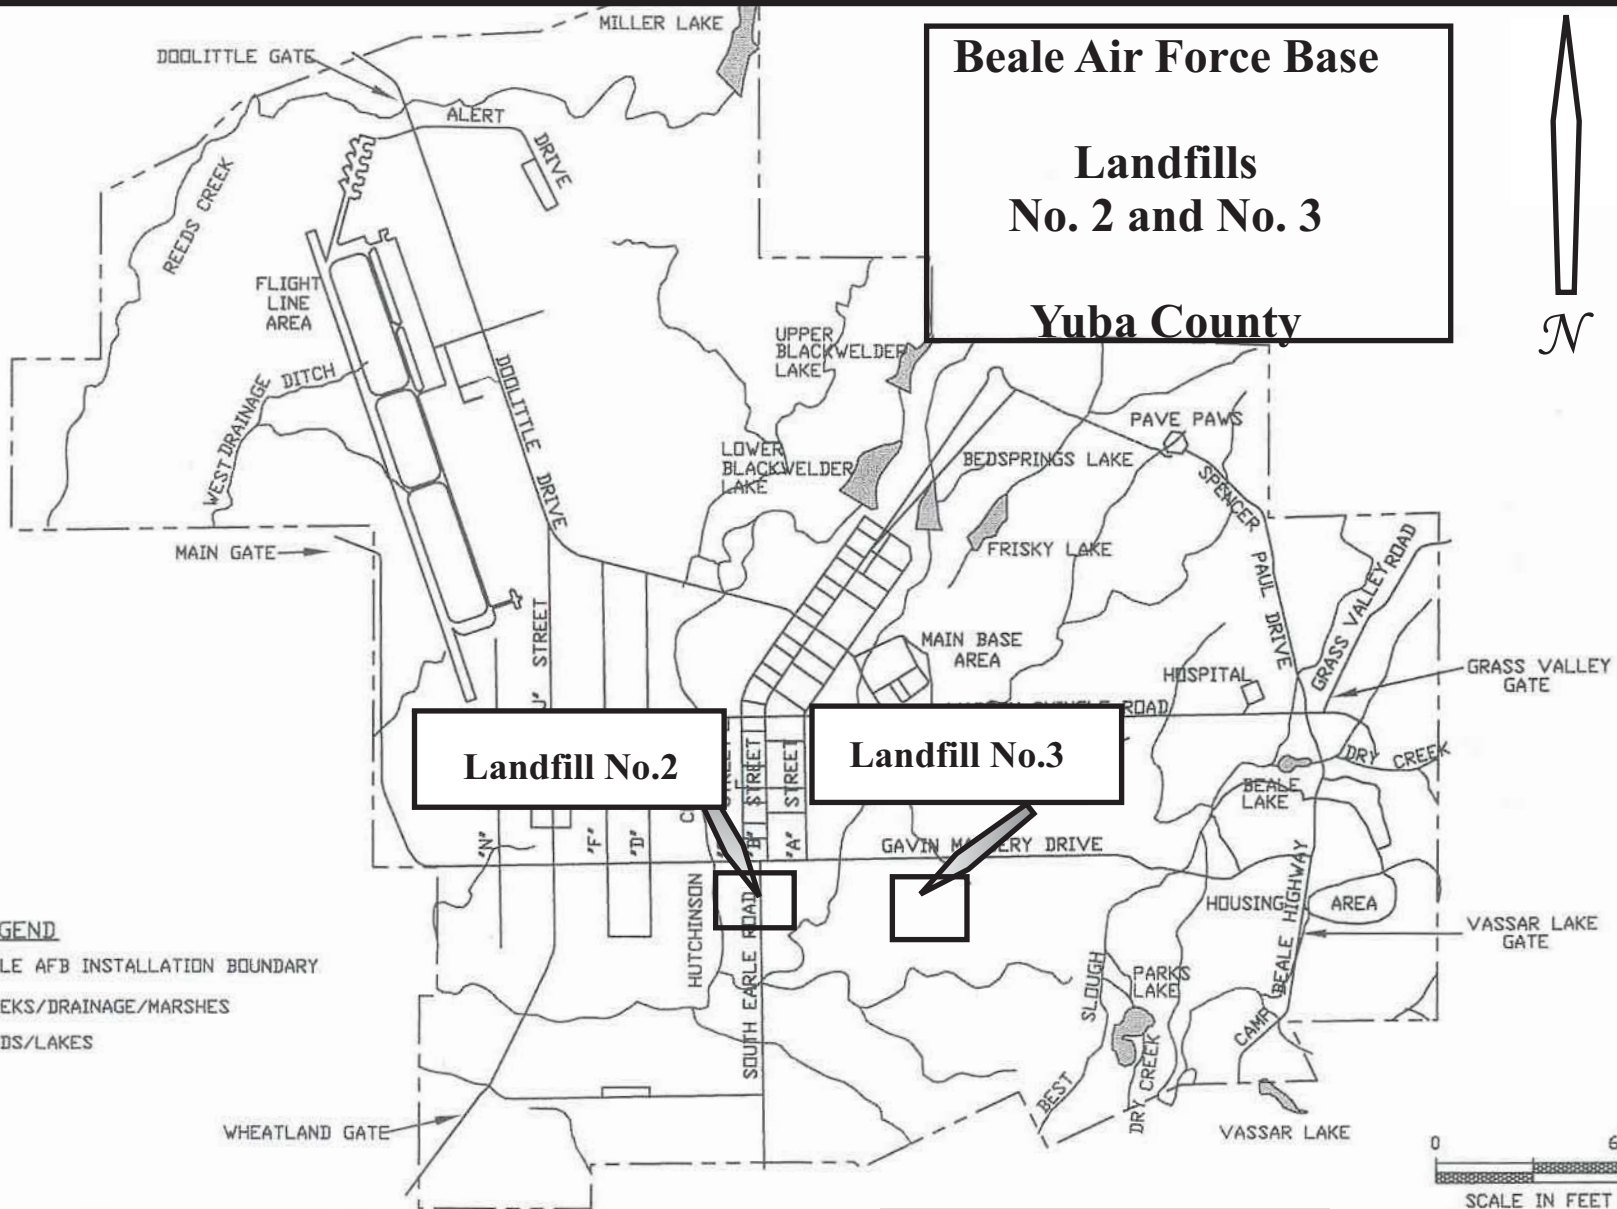 MILLER LAKE
DOOLITTLE GATE
Beale Air Force Base
Landfills
No. 2 and No. 3
Yuba County
N
ALERT
DRIVE
REEDS CREEK
FLIGHT
LINE
AREA
WEST DRAINAGE DITCH
DOOLITTLE DRIVE
UPPER
BLACKWELDER
LAKE
LOWER
BLACKWELDER
LAKE
BEDSPRINGS LAKE
PAVE PAWS
SPENCER PAUL DRIVE
FRISKY LAKE
GRASS VALLEY ROAD
GRASS VALLEY
MAIN GATE
STREET
MAIN BASE
AREA
HOSPITAL
GRASS VALLEY
GATE
ROAD
Landfill No.2
Landfill No.3
"B" STREET
"A" STREET
"N"
"F"
"D"
DRY CREEK
BEALE
LAKE
GAVIN DRIVE
HUTCHINSON
SOUTH EARLE ROAD
HOUSING AREA
CAMP BEALE HIGHWAY
VASSAR LAKE
GATE
GEND
LE AFB INSTALLATION BOUNDARY
EKS/DRAINAGE/MARSHES
DS/LAKES
PARKS
LAKE
BEST SLOUGH
DRY CREEK
WHEATLAND GATE
VASSAR LAKE
0 6
SCALE IN FEET